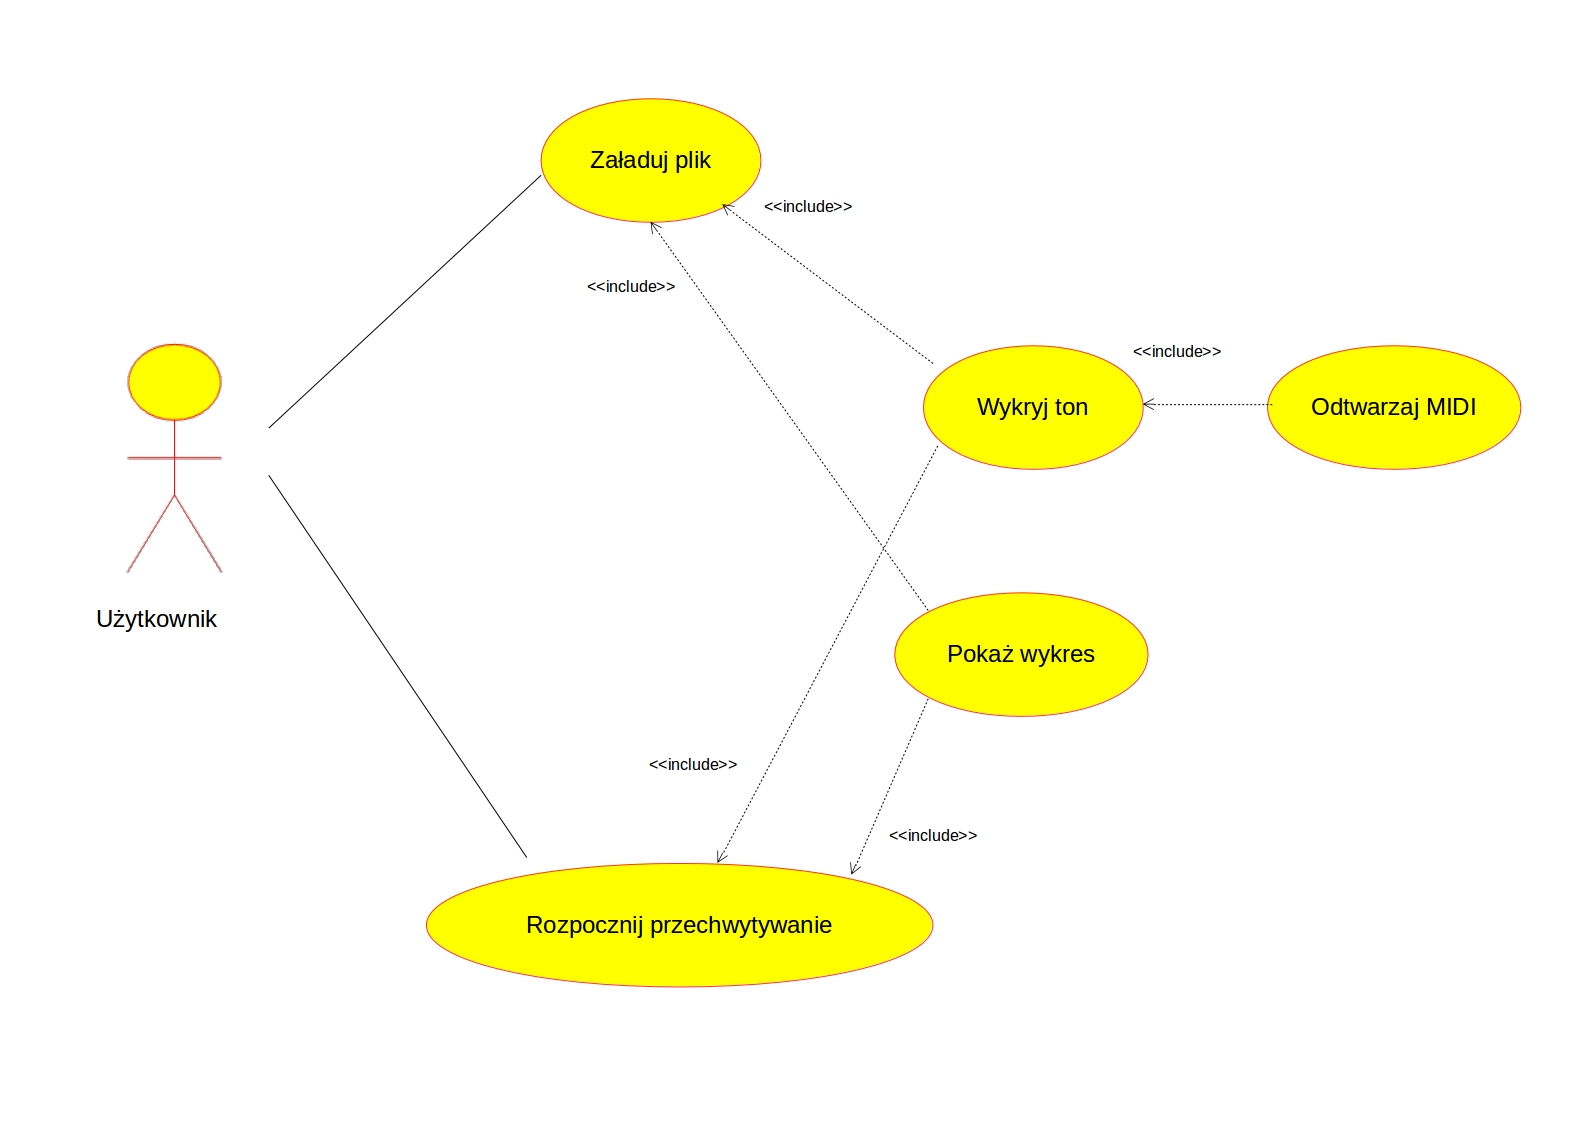 Załaduj plik
<<include>>
<<include>>
<<include>>
Wykryj ton
Odtwarzaj MIDI
Użytkownik
Pokaż wykres
<<include>>
<<include>>
Rozpocznij przechwytywanie